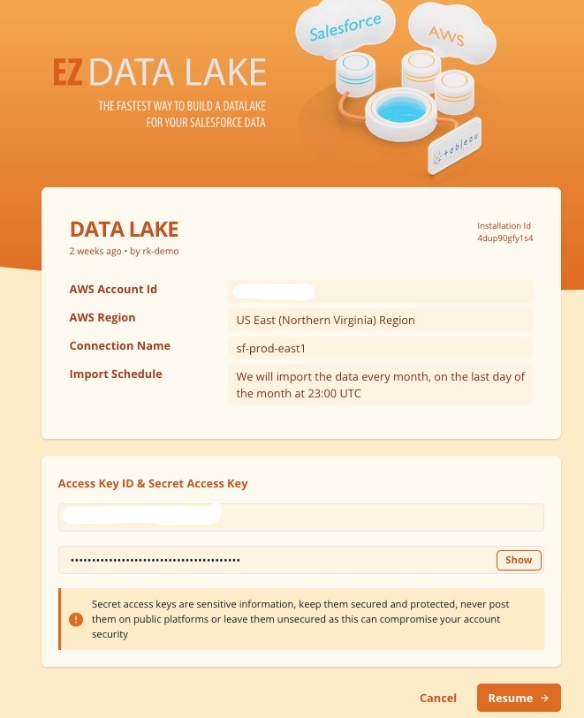 Salesforce
AWS
EZ DATA LAKE
THE FASTEST WAY TO BUILD A DATALAKE
FOR YOUR SALESFORCE DATA
+ableau
DATA LAKE
Installation Id
2 weeks ago • by rk-demo
4dup90gfy1s4
AWS Account Id
AWS Region
US East (Northern Virginia) Region
Connection Name
sf-prod-east1
Import Schedule
We will import the data every month, on the last day of
the month at 23:00 UTC
Access Key ID & Secret Access Key
••••••••••••••••••••••••••••••••••••••••
Show
Secret access keys are sensitive information, keep them secured and protected, never post
them on public platforms or leave them unsecured as this can compromise your account
security
Cancel
Resume →